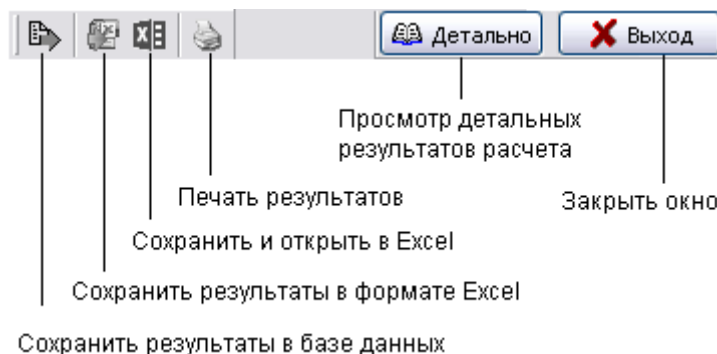 Детально
Выход
Просмотр детальных
результатов расчета
Печать результатов
Закрыть окно
Сохранить и открыть в Excel
Сохранить результаты в формате Excel
Сохранить результаты в базе данных